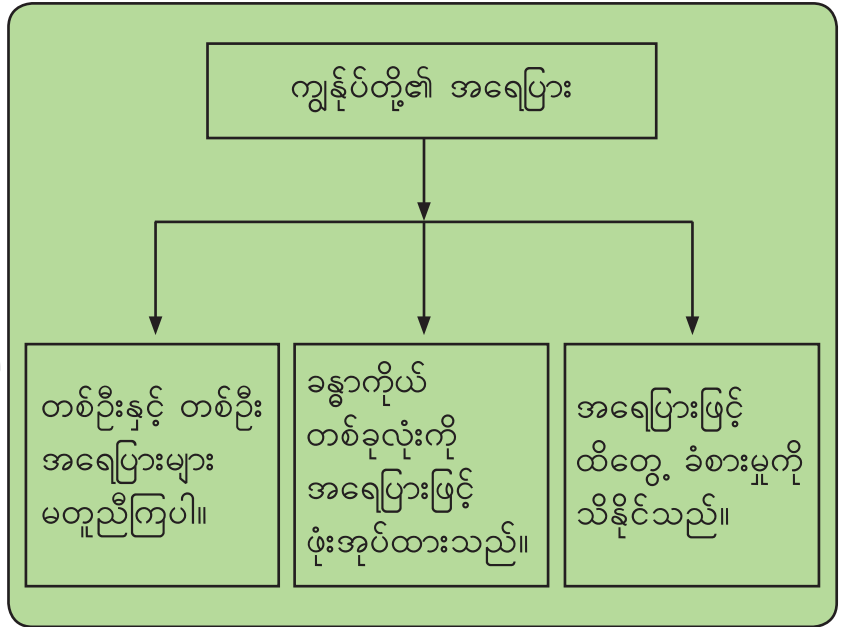 ကျွန်ုပ်တို့၏ အရေပြား
တစ်ဦးနှင့် တစ်ဦး
အရေပြားများ
မတူညီကြပါ။
ခန္ဓာကိုယ်
တစ်ခုလုံးကို
အရေပြားဖြင့်
ဖုံးအုပ်ထားသည်။
အရေပြားဖြင့်
ထိတွေ့ ခံစားမှုကို
သိနိုင်သည်။